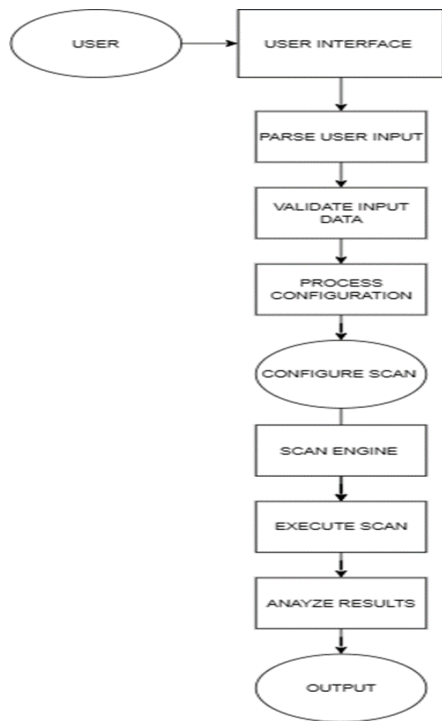 USER
USER INTERFACE
PARSE USER INPUT
VALIDATE INPUT
DATA
PROCESS
CONFIGURATION
CONFIGURE SCAN
SCAN ENGINE
EXECUTE SCAN
ANAYZE RESULTS
OUTPUT